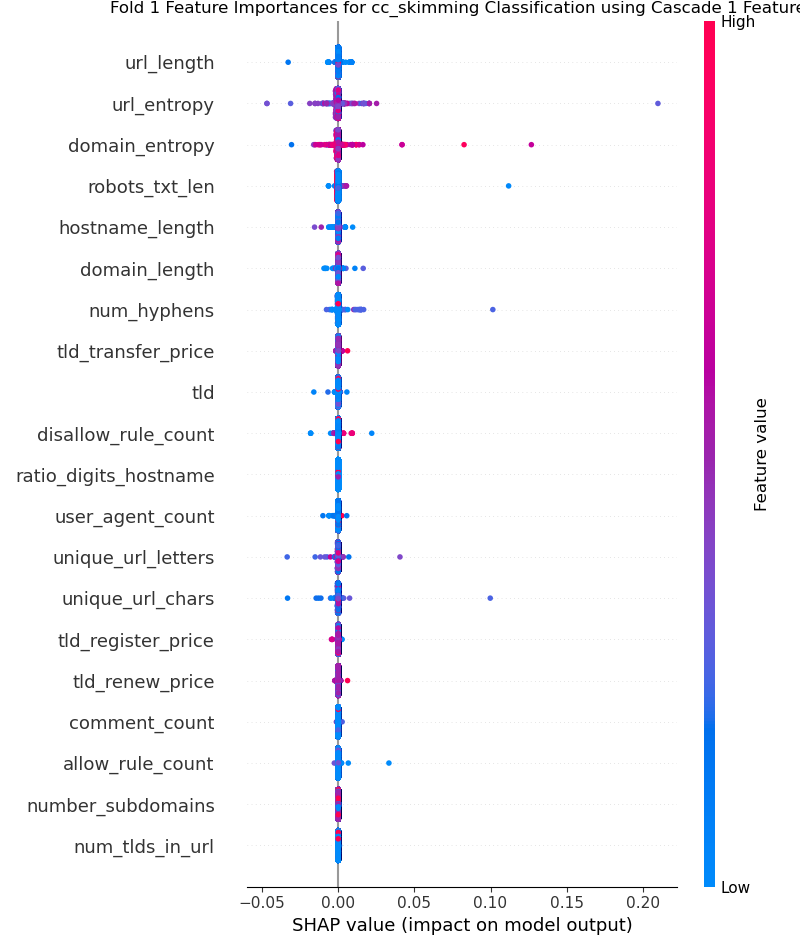 Fold 1 Feature Importances for cc_skimming Classification using Cascade 1 Feature
High
url_length
url_entropy
domain_entropy
robots_txt_len
hostname_length
domain_length
num_hyphens
tld_transfer_price
tld
disallow_rule_count
ratio_digits_hostname
user_agent_count
unique_url_letters
unique_url_chars
tld_register_price
tld_renew_price
comment_count
allow_rule_count
number_subdomains
num_tlds_in_url
Feature value
Low
−0.05 0.00 0.05 0.10 0.15 0.20
SHAP value (impact on model output)